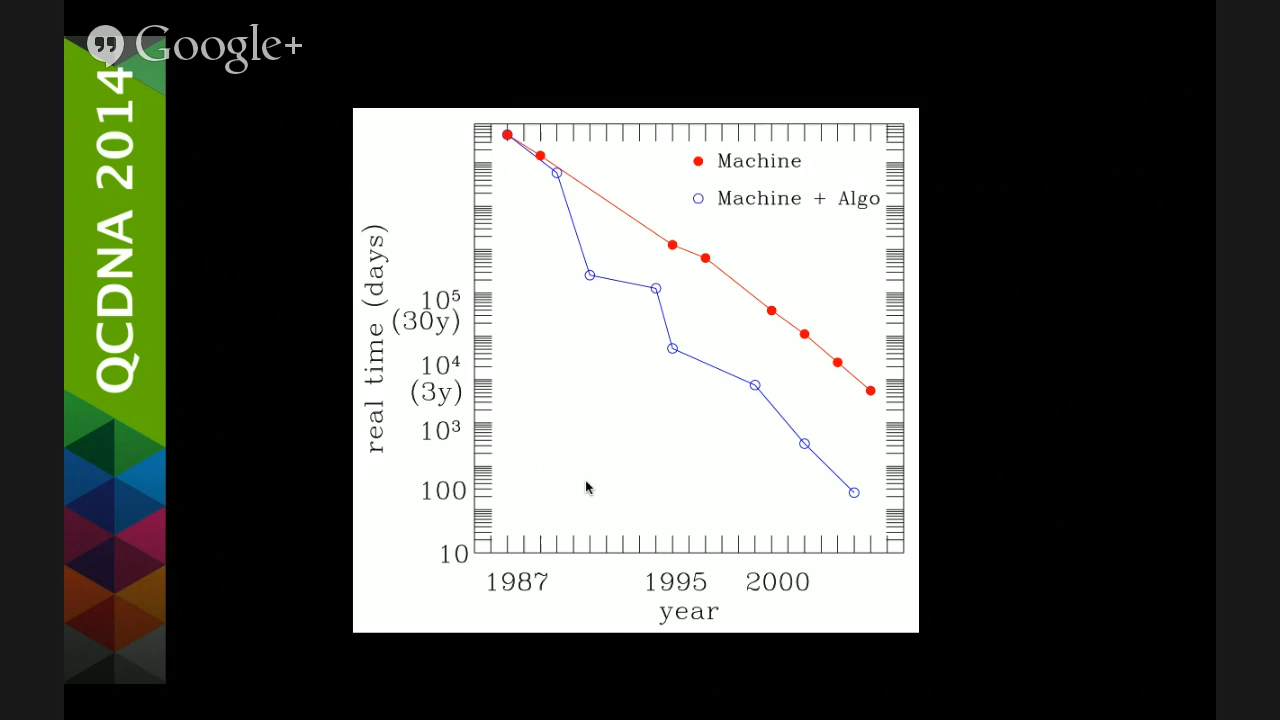 Google+
QCDNA 2014
Machine
Machine + Algo
real time (days)
10⁵
(30y)
10⁴
(3y)
10³
100
10
1987 1995 2000
year